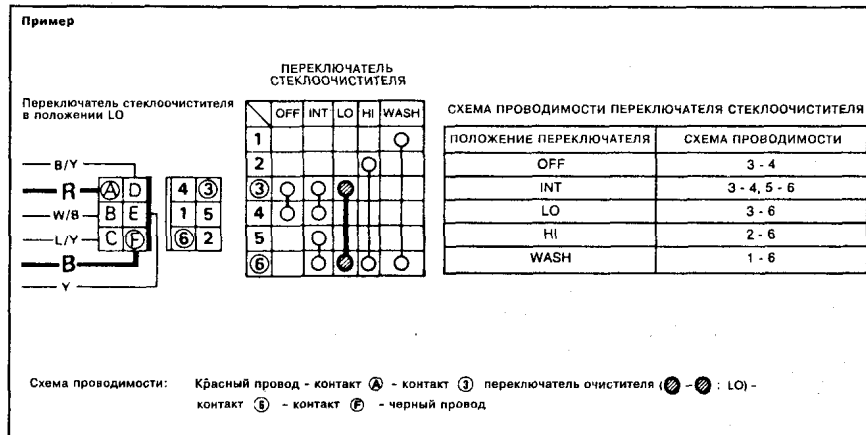 Пример
ПЕРЕКЛЮЧАТЕЛЬ
СТЕКЛООЧИСТИТЕЛЯ
Переключатель стеклоочистителя
в положении LO
B/Y
R
W/B
L/Y
B
Y
A D
B E
C F
4 3
1 5
6 2
OFF INT LO HI WASH
1
2
3
4
5
6
СХЕМА ПРОВОДИМОСТИ ПЕРЕКЛЮЧАТЕЛЯ СТЕКЛООЧИСТИТЕЛЯ
ПОЛОЖЕНИЕ ПЕРЕКЛЮЧАТЕЛЯ СХЕМА ПРОВОДИМОСТИ
OFF 3 - 4
INT 3 - 4, 5 - 6
LO 3 - 6
HI 2 - 6
WASH 1 - 6
Схема проводимости: Красный провод - контакт Ⓐ - контакт ③ переключатель очистителя ( - : LO) -
контакт ⑥ - контакт Ⓕ - черный провод